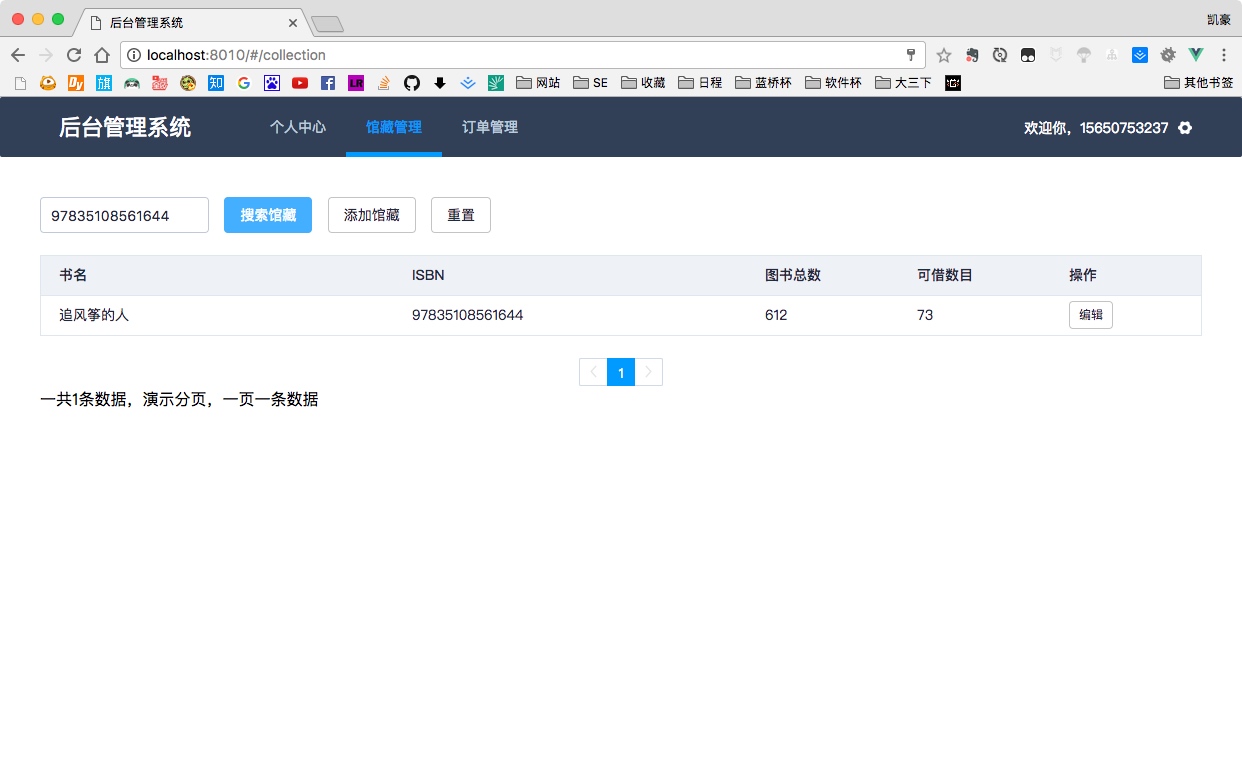 后台管理系统
凯豪
localhost:8010/#/collection
网站 SE 收藏 日程 蓝桥杯 软件杯 大三下 其他书签
后台管理系统 个人中心 馆藏管理 订单管理 欢迎你，15650753237
97835108561644 搜索馆藏 添加馆藏 重置
书名 ISBN 图书总数 可借数目 操作
追风筝的人 97835108561644 612 73 编辑
1
一共1条数据，演示分页，一页一条数据